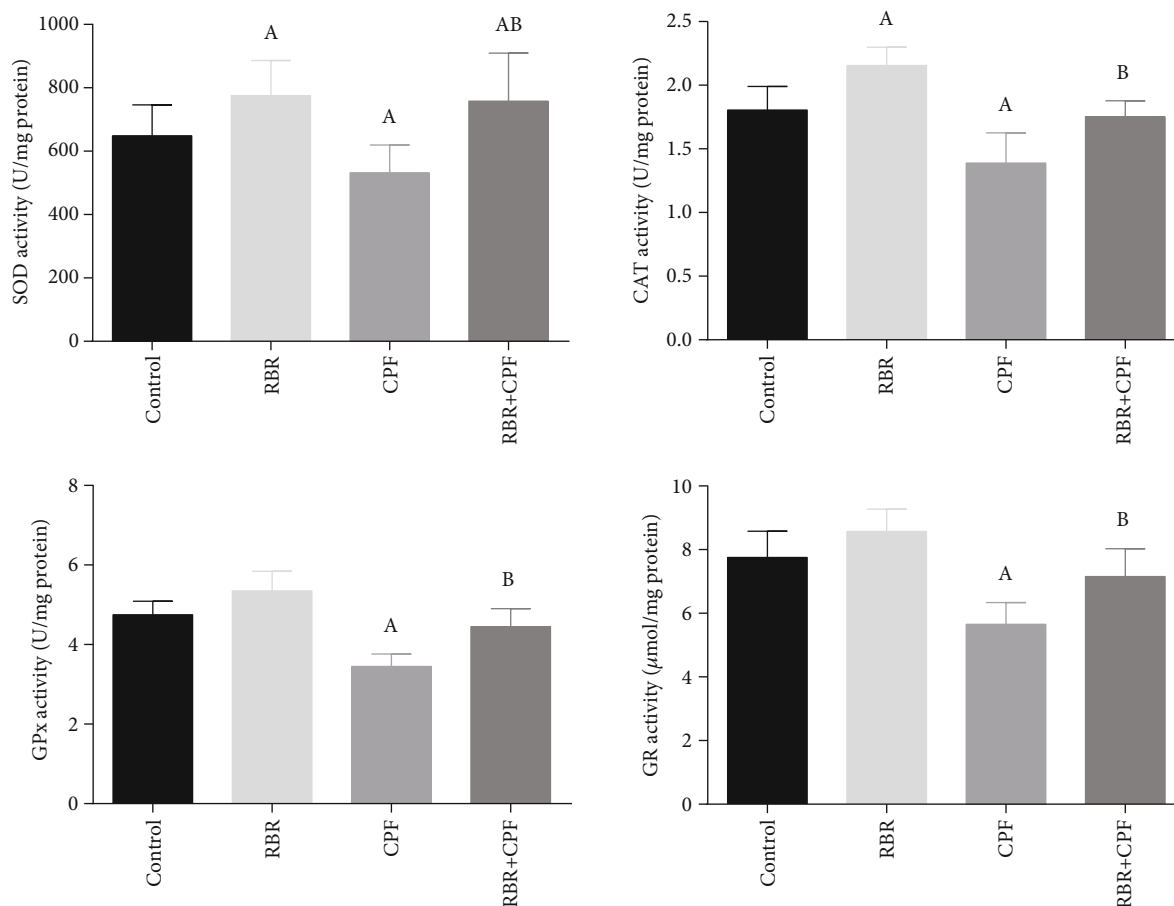 SOD activity (U/mg protein)
1000
800
600
400
200
0
A
A
AB
Control
RBR
CPF
RBR+CPF
CAT activity (U/mg protein)
2.5
2.0
1.5
1.0
0.5
0.0
A
A
B
Control
RBR
CPF
RBR+CPF
GPx activity (U/mg protein)
8
6
4
2
0
A
B
Control
RBR
CPF
RBR+CPF
GR activity (μmol/mg protein)
10
8
6
4
2
0
A
B
Control
RBR
CPF
RBR+CPF